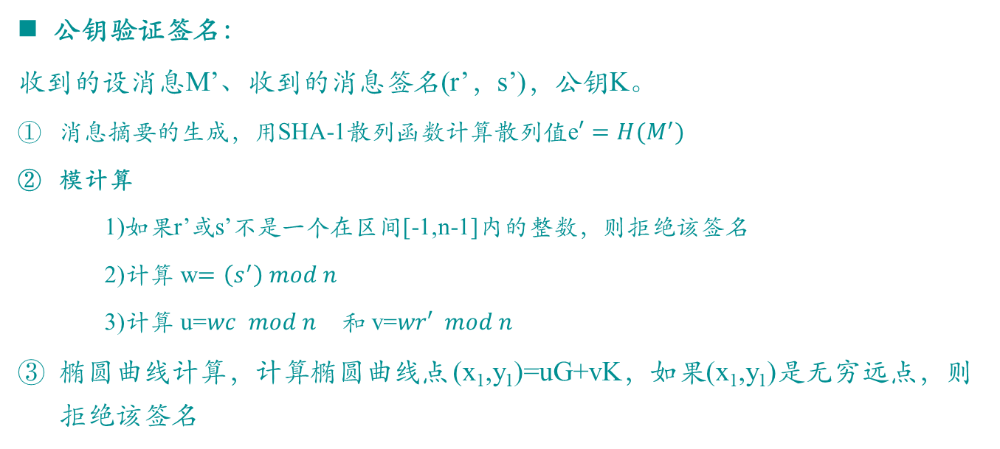 ■ 公钥验证签名：
收到的设消息M’、收到的消息签名(r’，s’)，公钥K。
① 消息摘要的生成，用SHA-1散列函数计算散列值e′ = H(M′)
② 模计算
1)如果r’或s’不是一个在区间[-1,n-1]内的整数，则拒绝该签名
2)计算 w= (s′) mod n
3)计算 u=wc mod n 和 v=wr′ mod n
③ 椭圆曲线计算，计算椭圆曲线点(x₁,y₁)=uG+vK，如果(x₁,y₁)是无穷远点，则
拒绝该签名